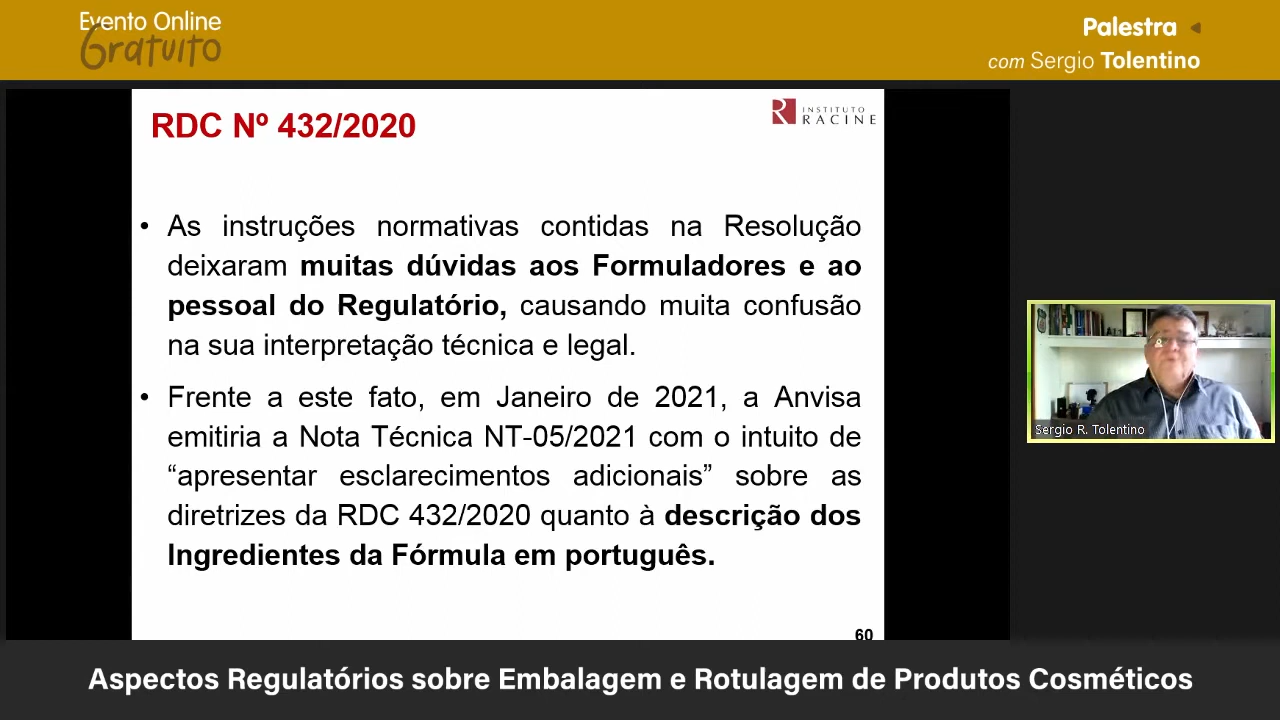 Evento Online
Gratuito
Palestra
com Sergio Tolentino
RDC Nº 432/2020
INSTITUTO
RACINE
• As instruções normativas contidas na Resolução
deixaram muitas dúvidas aos Formuladores e ao
pessoal do Regulatório, causando muita confusão
na sua interpretação técnica e legal.
• Frente a este fato, em Janeiro de 2021, a Anvisa
emitiria a Nota Técnica NT-05/2021 com o intuito de
“apresentar esclarecimentos adicionais” sobre as
diretrizes da RDC 432/2020 quanto à descrição dos
Ingredientes da Fórmula em português.
60
Sergio R. Tolentino
Aspectos Regulatórios sobre Embalagem e Rotulagem de Produtos Cosméticos